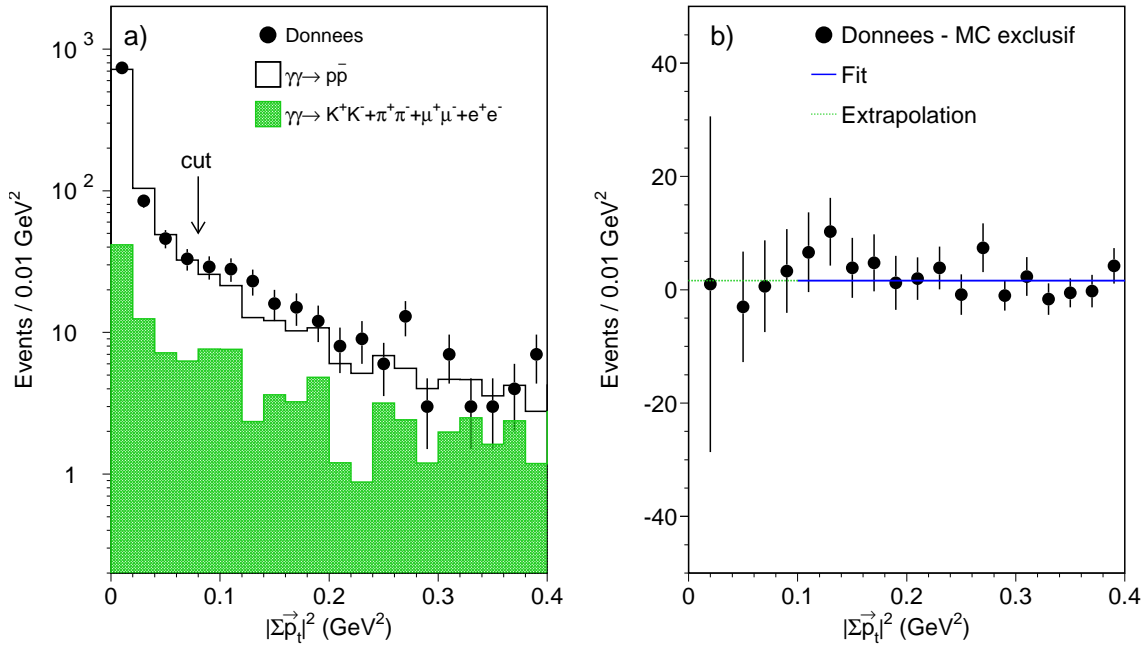 a)
Donnees
γγ→ pp̄
γγ→ K⁺K⁻+π⁺π⁻+μ⁺μ⁻+e⁺e⁻
cut
Events / 0.01 GeV²
10³
10²
10
1
0 0.1 0.2 0.3 0.4
|Σp⃗ₜ|² (GeV²)
b)
Donnees - MC exclusif
Fit
Extrapolation
Events / 0.01 GeV²
40
20
0
-20
-40
0 0.1 0.2 0.3 0.4
|Σp⃗ₜ|² (GeV²)